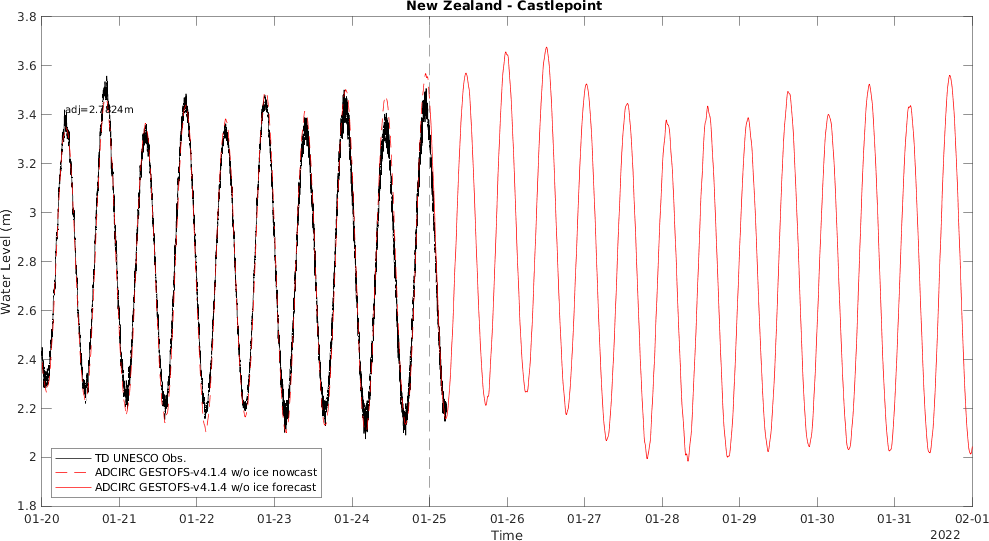 New Zealand - Castlepoint
3.8
3.6
3.4
3.2
3
2.8
2.6
2.4
2.2
2
1.8
Water Level (m)
adj=2.7824m
TD UNESCO Obs.
ADCIRC GESTOFS-v4.1.4 w/o ice nowcast
ADCIRC GESTOFS-v4.1.4 w/o ice forecast
01-20 01-21 01-22 01-23 01-24 01-25 01-26 01-27 01-28 01-29 01-30 01-31 02-01
Time
2022